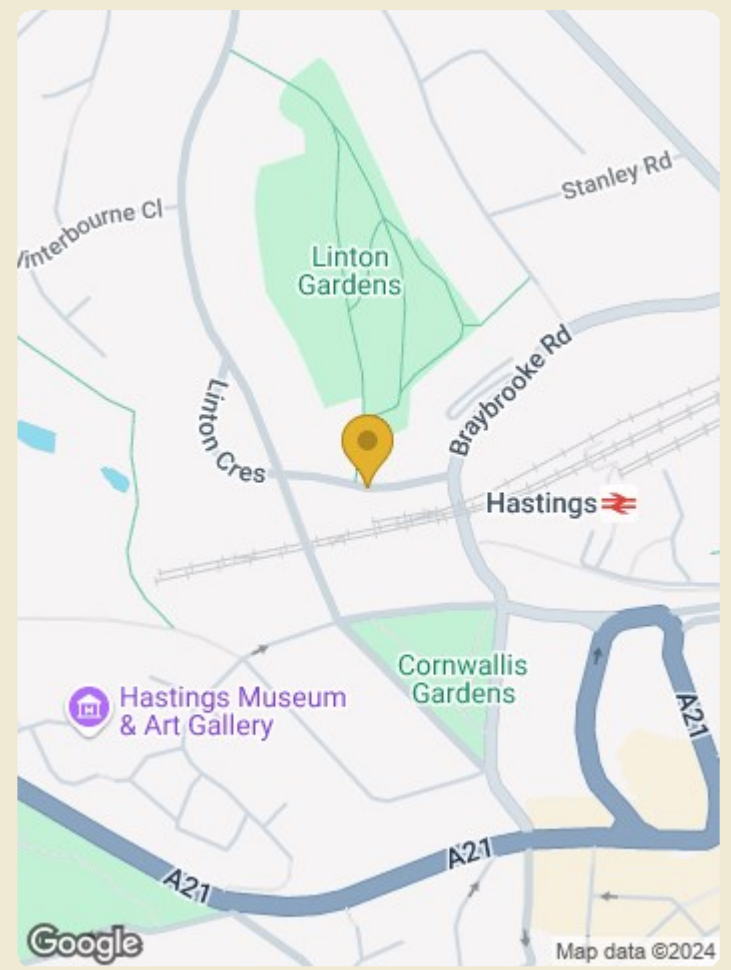 Stanley Rd
Vinterbourne Cl
Linton
Gardens
Braybrooke Rd
Linton Cres
Hastings
Cornwallis
Gardens
Hastings Museum
& Art Gallery
A21
A21
A21
Google
Map data ©2024